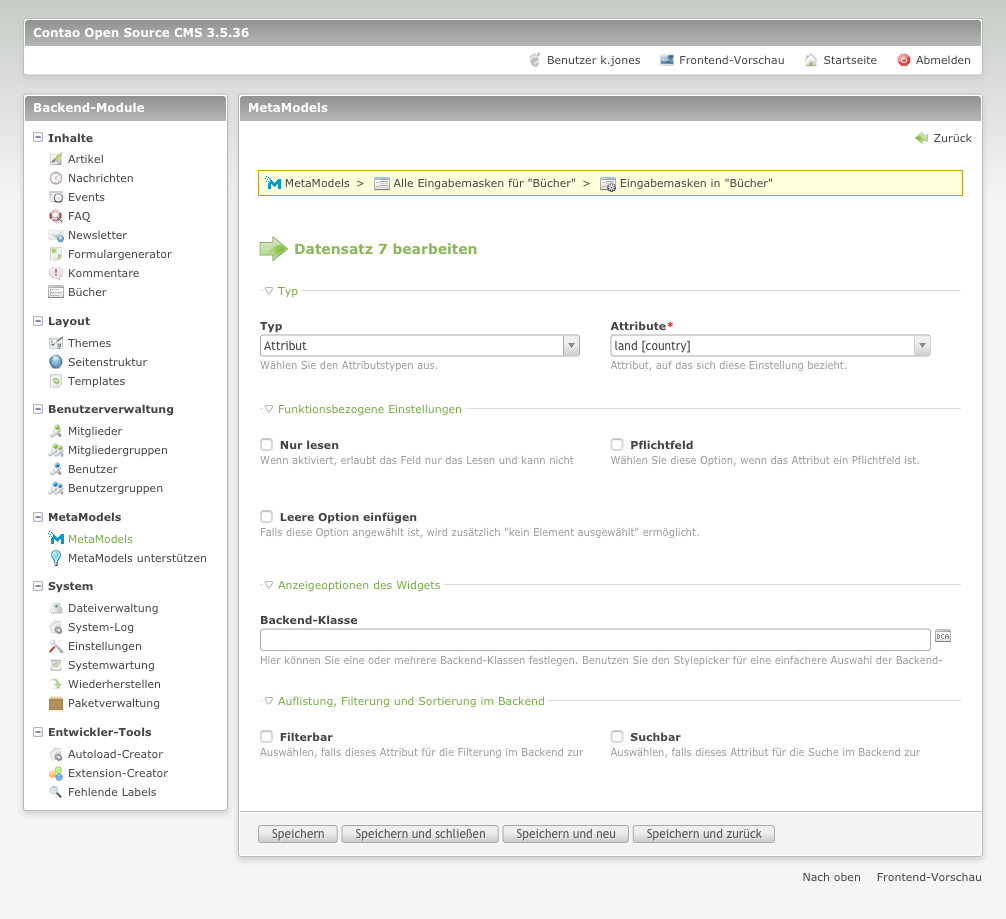 Contao Open Source CMS 3.5.36
Benutzer k.jones Frontend-Vorschau Startseite Abmelden
Backend-Module
Inhalte
Artikel
Nachrichten
Events
FAQ
Newsletter
Formulargenerator
Kommentare
Bücher
Layout
Themes
Seitenstruktur
Templates
Benutzerverwaltung
Mitglieder
Mitgliedergruppen
Benutzer
Benutzergruppen
MetaModels
MetaModels
MetaModels unterstützen
System
Dateiverwaltung
System-Log
Einstellungen
Systemwartung
Wiederherstellen
Paketverwaltung
Entwickler-Tools
Autoload-Creator
Extension-Creator
Fehlende Labels
MetaModels
Zurück
MetaModels > Alle Eingabemasken für "Bücher" > Eingabemasken in "Bücher"
Datensatz 7 bearbeiten
Typ
Typ Attribute*
Attribut land [country]
Wählen Sie den Attributstypen aus. Attribut, auf das sich diese Einstellung bezieht.
Funktionsbezogene Einstellungen
Nur lesen Pflichtfeld
Wenn aktiviert, erlaubt das Feld nur das Lesen und kann nicht Wählen Sie diese Option, wenn das Attribut ein Pflichtfeld ist.
Leere Option einfügen
Falls diese Option angewählt ist, wird zusätzlich "kein Element ausgewählt" ermöglicht.
Anzeigeoptionen des Widgets
Backend-Klasse
DCA
Hier können Sie eine oder mehrere Backend-Klassen festlegen. Benutzen Sie den Stylepicker für eine einfachere Auswahl der Backend-
Auflistung, Filterung und Sortierung im Backend
Filterbar Suchbar
Auswählen, falls dieses Attribut für die Filterung im Backend zur Auswählen, falls dieses Attribut für die Suche im Backend zur
Speichern Speichern und schließen Speichern und neu Speichern und zurück
Nach oben Frontend-Vorschau